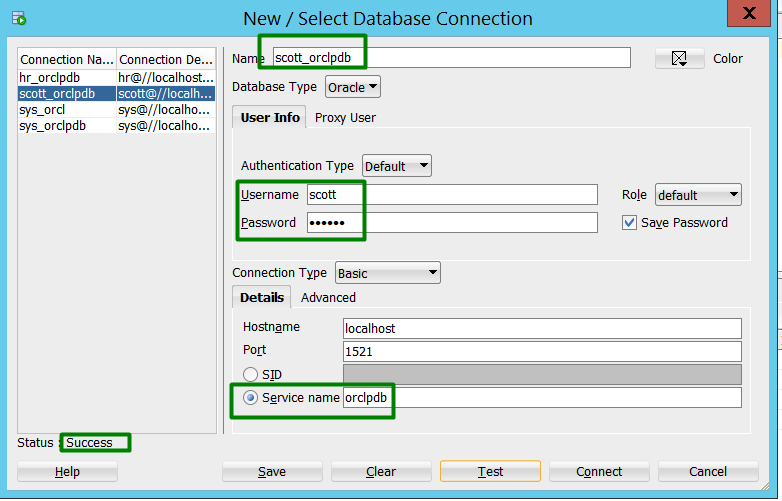 New / Select Database Connection
X
Connection Na... Connection De...
hr_orclpdb hr@//localhost...
scott_orclpdb scott@//localh...
sys_orcl sys@//localho...
sys_orclpdb sys@//localho...
Name scott_orclpdb Color
Database Type Oracle
User Info Proxy User
Authentication Type Default
Username scott Role default
Password •••••• Save Password
Connection Type Basic
Details Advanced
Hostname localhost
Port 1521
SID
Service name orclpdb
Status : Success
Help Save Clear Test Connect Cancel